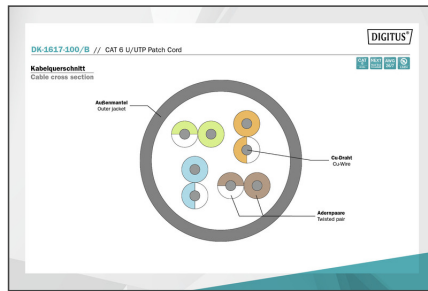 DIGITUS®
DK-1617-100/B // CAT 6 U/UTP Patch Cord
Kabelquerschnitt
Cable cross section
Außenmantel
Outer jacket
Cu-Draht
Cu-Wire
Adernpaare
Twisted pair